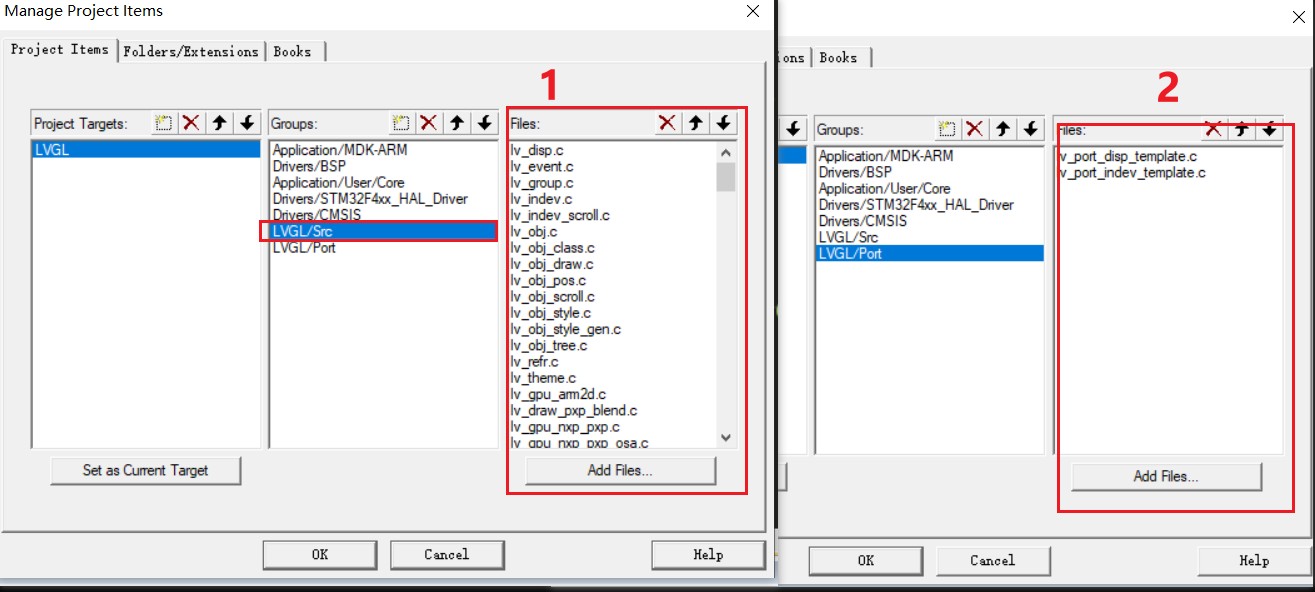 Manage Project Items
Project Items
Folders/Extensions
Books
1
Project Targets:
LVGL
Set as Current Target
Groups:
Application/MDK-ARM
Drivers/BSP
Application/User/Core
Drivers/STM32F4xx_HAL_Driver
Drivers/CMSIS
LVGL/Src
LVGL/Port
Files:
lv_disp.c
lv_event.c
lv_group.c
lv_indev.c
lv_indev_scroll.c
lv_obj.c
lv_obj_class.c
lv_obj_draw.c
lv_obj_pos.c
lv_obj_scroll.c
lv_obj_style.c
lv_obj_style_gen.c
lv_obj_tree.c
lv_refr.c
lv_theme.c
lv_gpu_arm2d.c
lv_draw_pxp_blend.c
lv_gpu_nxp_pxp.c
lv_gpu_nxp_pxp_osa.c
Add Files...
OK
Cancel
Help
ions
Books
2
Groups:
Application/MDK-ARM
Drivers/BSP
Application/User/Core
Drivers/STM32F4xx_HAL_Driver
Drivers/CMSIS
LVGL/Src
LVGL/Port
Files:
lv_port_disp_template.c
lv_port_indev_template.c
Add Files...
OK
Cancel
Help